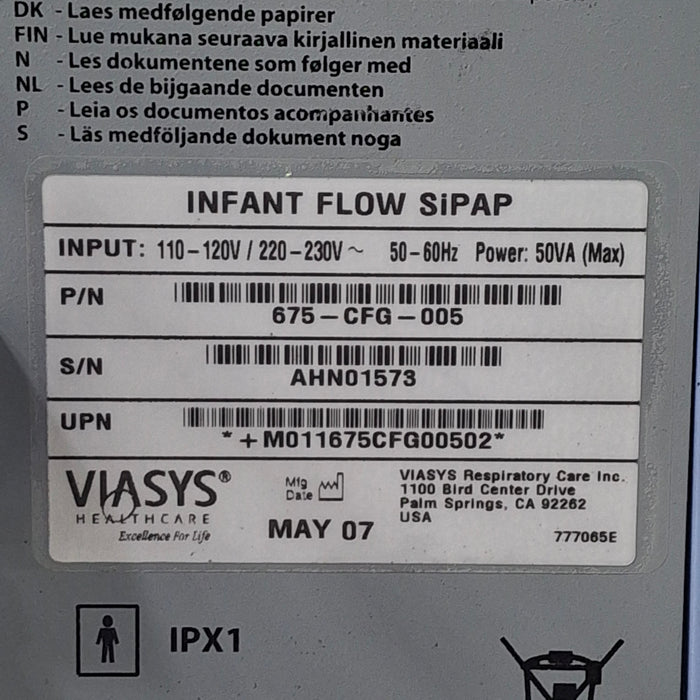 DK - Laes medfølgende papirer
FIN - Lue mukana seuraava kirjallinen materiaali
N - Les dokumentene som følger med
NL - Lees de bijgaande documenten
P - Leia os documentos acompanhantes
S - Läs medföljande dokument noga
INFANT FLOW SiPAP
INPUT: 110-120V / 220-230V ~ 50-60Hz Power: 50VA (Max)
P/N
675-CFG-005
S/N
AHN01573
UPN
*+M011675CFG00502*
VIASYS®
HEALTHCARE
Excellence For Life
Mfg
Date
MAY 07
VIASYS Respiratory Care Inc.
1100 Bird Center Drive
Palm Springs, CA 92262
USA
777065E
IPX1